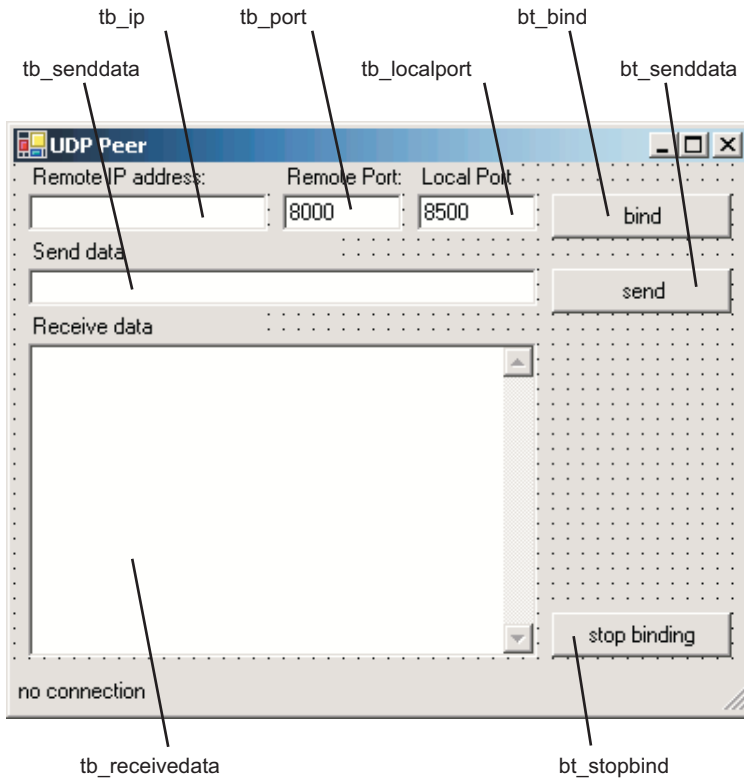 tb_ip tb_port bt_bind
tb_senddata tb_localport bt_senddata
UDP Peer
Remote IP address: Remote Port: Local Port
8000 8500 bind
Send data
send
Receive data
stop binding
no connection
tb_receivedata bt_stopbind